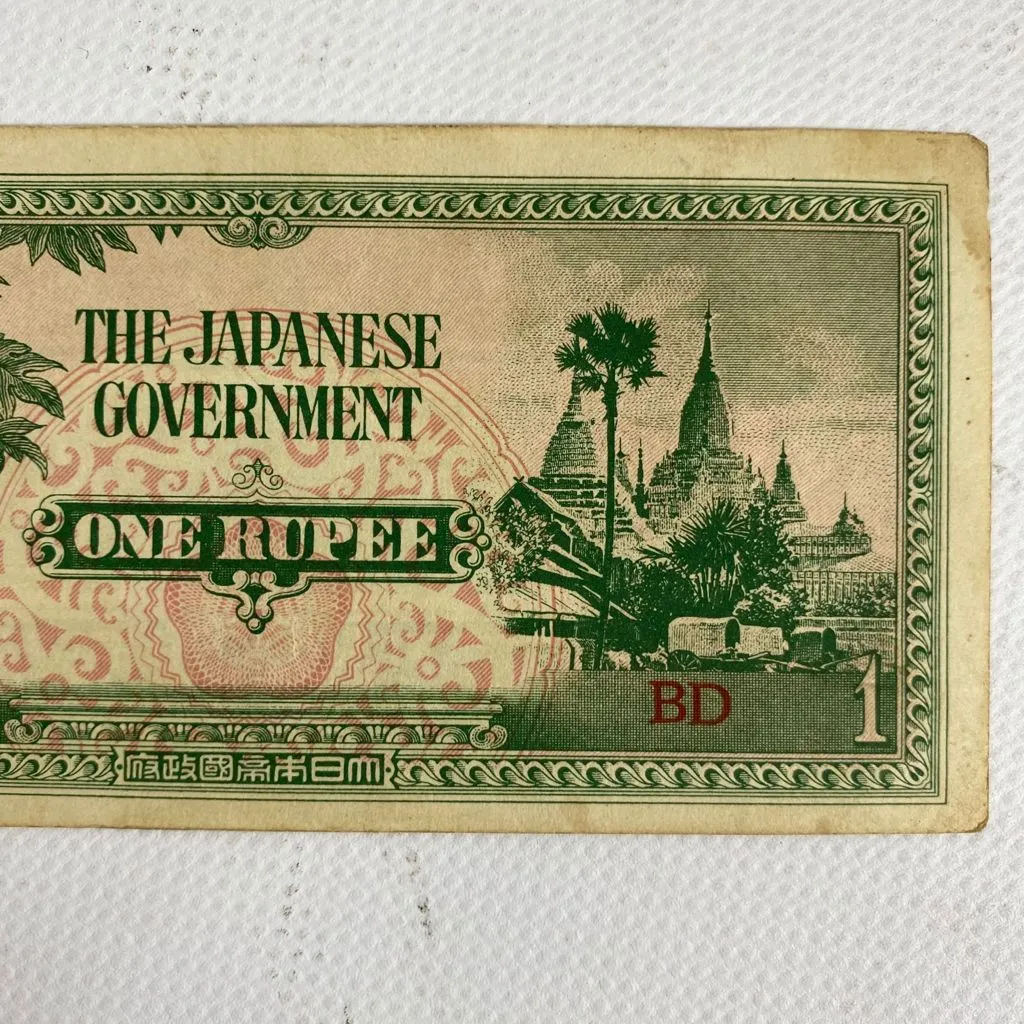 THE JAPANESE
GOVERNMENT
ONE RUPEE
BD
1
府政國帝本日大